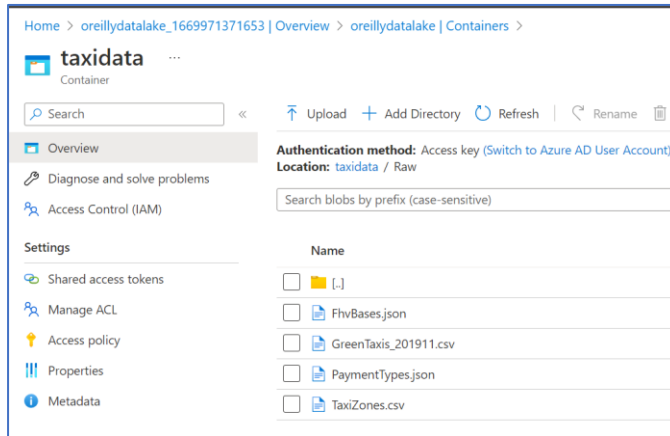 Home > oreillydatalake_1669971371653 | Overview > oreillydatalake | Containers >
taxidata ...
Container
Search «
Upload + Add Directory Refresh Rename
Overview
Authentication method: Access key (Switch to Azure AD User Account)
Diagnose and solve problems
Location: taxidata / Raw
Access Control (IAM)
Search blobs by prefix (case-sensitive)
Settings
Name
Shared access tokens
[..]
Manage ACL
FhvBases.json
Access policy
GreenTaxis_201911.csv
Properties
PaymentTypes.json
Metadata
TaxiZones.csv